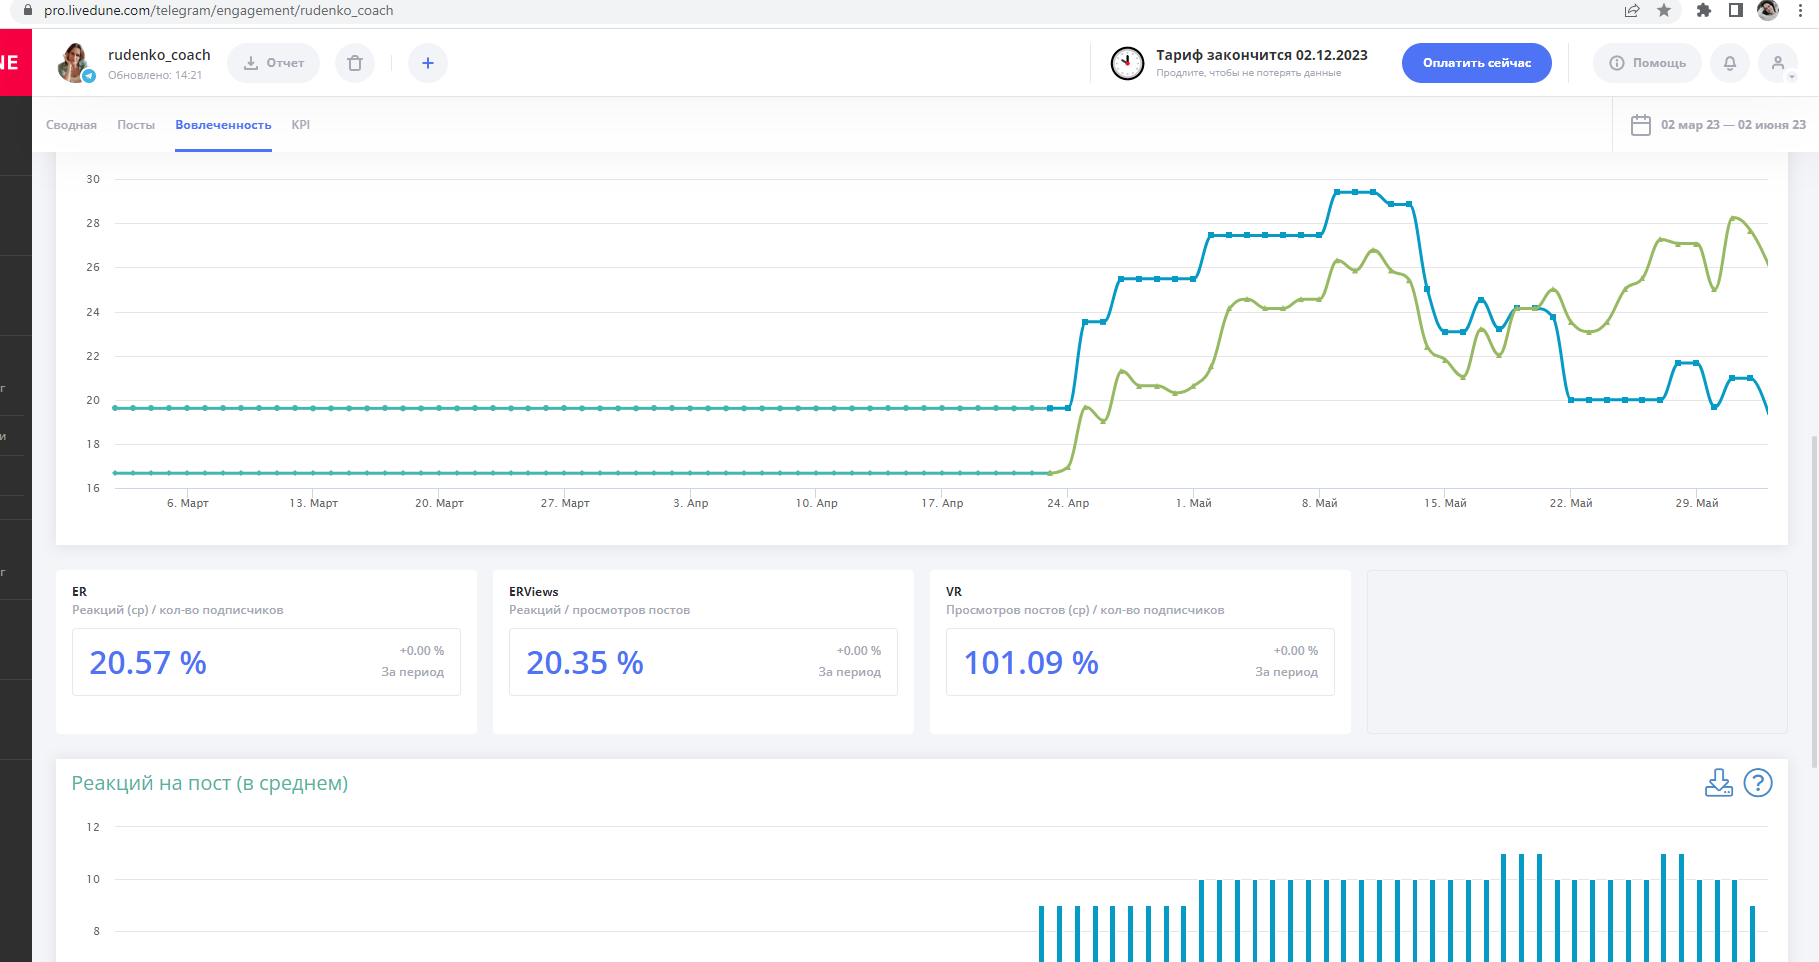 pro.livedune.com/telegram/engagement/rudenko_coach
NE
rudenko_coach
Обновлено: 14:21
Отчет
Тариф закончится 02.12.2023
Продлите, чтобы не потерять данные
Оплатить сейчас
Помощь
Сводная Посты Вовлеченность KPI
02 мар 23 — 02 июня 23
30
28
26
24
22
20
18
16
6. Март 13. Март 20. Март 27. Март 3. Апр 10. Апр 17. Апр 24. Апр 1. Май 8. Май 15. Май 22. Май 29. Май
г
и
г
ER
Реакций (ср) / кол-во подписчиков
20.57 %
+0.00 %
За период
ERViews
Реакций / просмотров постов
20.35 %
+0.00 %
За период
VR
Просмотров постов (ср) / кол-во подписчиков
101.09 %
+0.00 %
За период
Реакций на пост (в среднем)
12
10
8